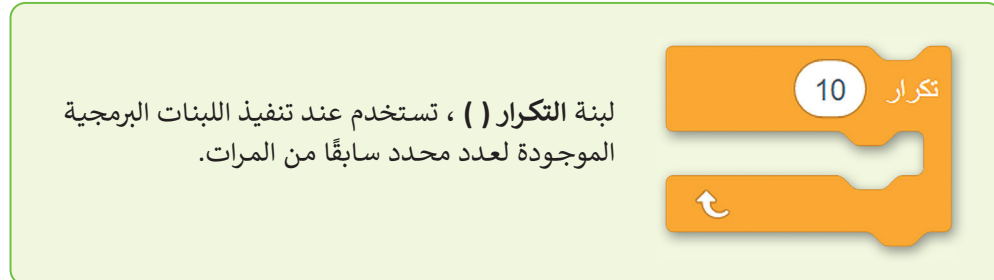 تكرار 10
لبنة التكرار ( ) ، تستخدم عند تنفيذ اللبنات البرمجية
الموجودة لعدد محدد سابقًا من المرات.